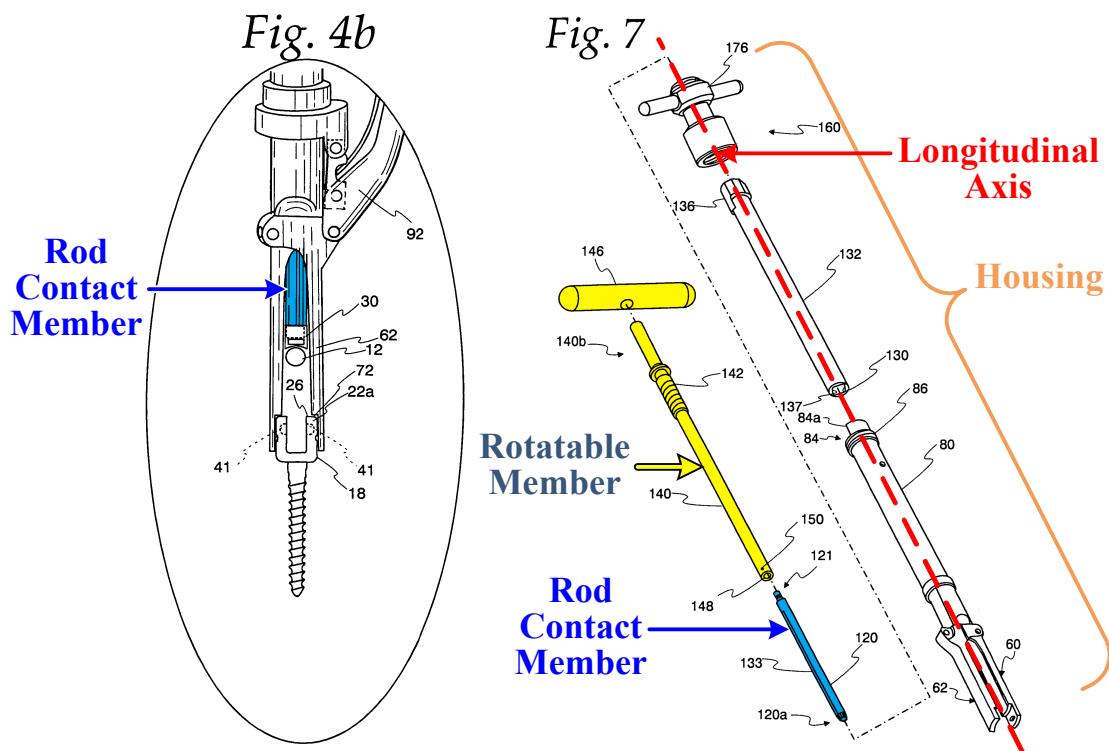 Fig. 4b
92
Rod
Contact
Member
30
62
12
72
26
22a
41
41
18
Fig. 7
176
160
Longitudinal
Axis
136
132
Housing
146
140b
142
130
137
86
84a
84
80
Rotatable
Member
140
150
121
148
Rod
Contact
Member
120
133
60
62
120a